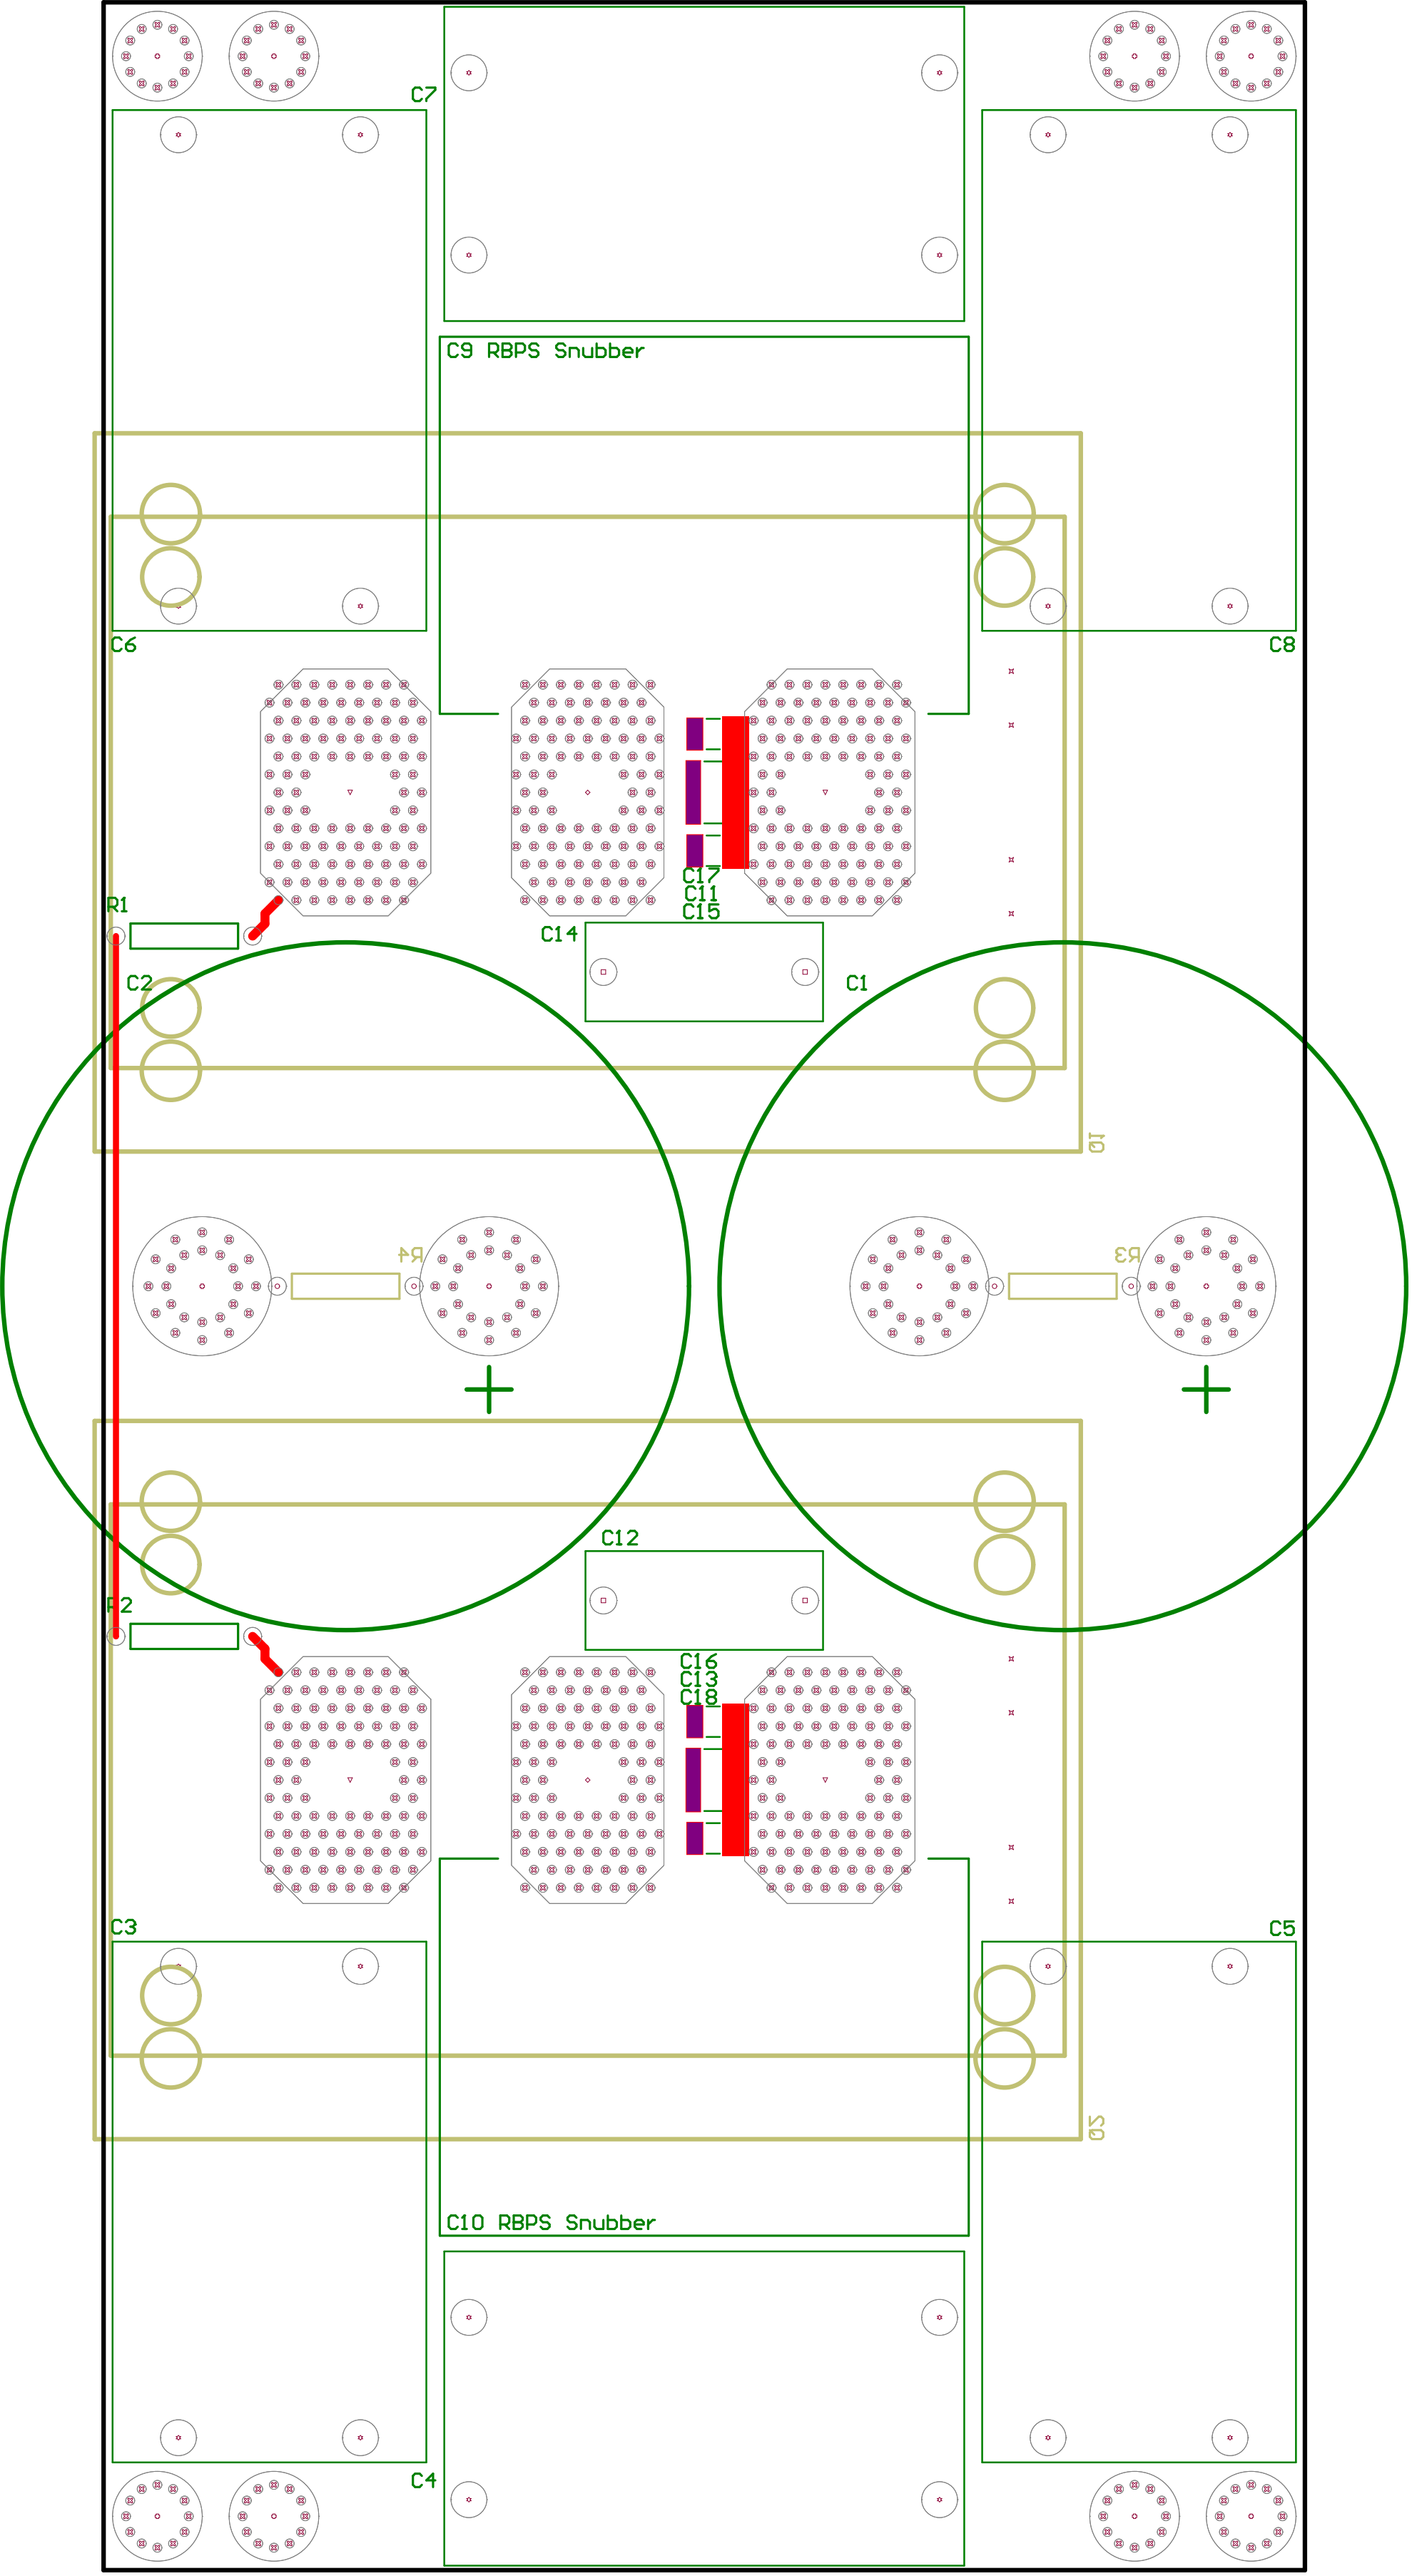 C7
C9 RBPS Snubber
C6
C8
C17
C11
C15
R1
C14
C2
C1
Q1
R4
R3
C12
R2
C16
C13
C18
C3
C5
Q2
C10 RBPS Snubber
C4